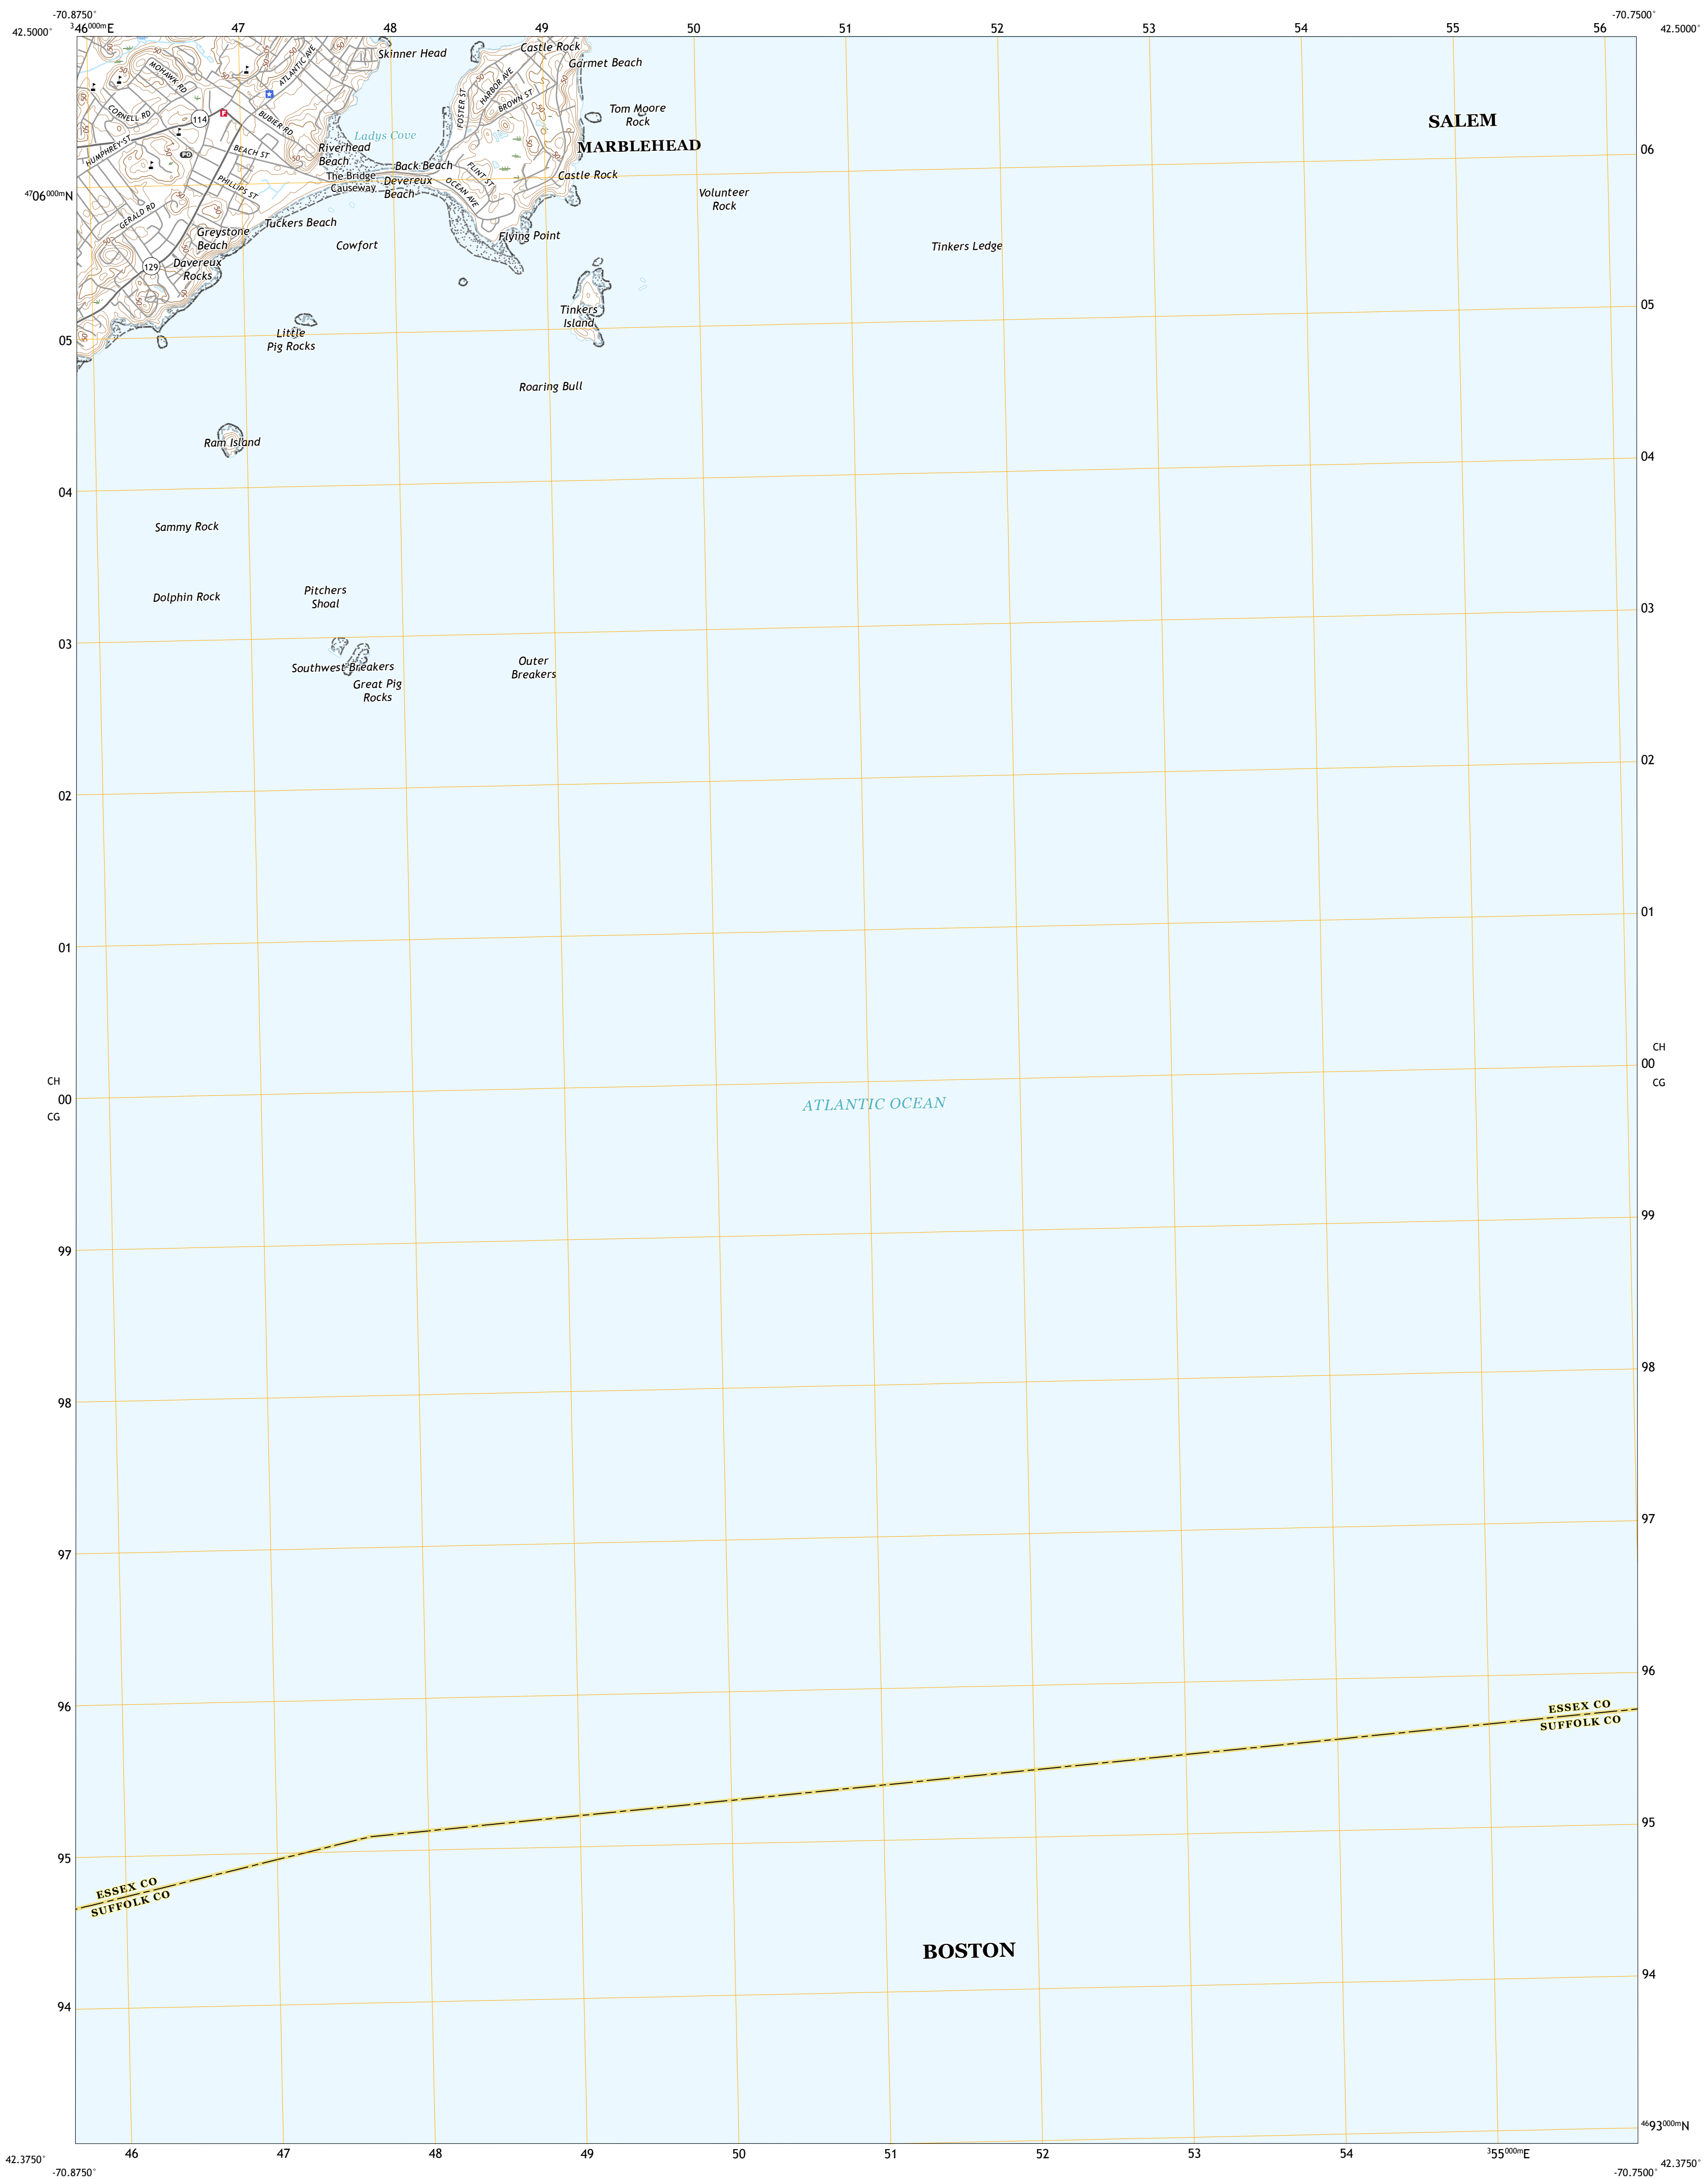 -70.8750°
-70.7500°
42.5000°
³46⁰⁰⁰ᵐE
47
48
49
50
51
52
53
54
55
56
42.5000°
Skinner Head
Castle Rock
Garmet Beach
MOHAWK RD
ATLANTIC AVE
HARBOR AVE
FOSTER ST
BROWN ST
CORNELL RD
114
BUBIER RD
Tom Moore
Rock
SALEM
Ladys Cove
HUMPHREY ST
PD
BEACH ST
Riverhead
Beach
MARBLEHEAD
06
Back Beach
FLINT ST
The Bridge
Causeway
Devereux
Beach
Castle Rock
OCEAN AVE
PHILLIPS ST
Volunteer
Rock
⁴⁷06⁰⁰⁰ᵐN
GERALD RD
Tuckers Beach
Greystone
Beach
Cowfort
Flying Point
Tinkers Ledge
129
Davereux
Rocks
05
Tinkers
Island
Little
Pig Rocks
05
Roaring Bull
Ram Island
04
04
Sammy Rock
Dolphin Rock
Pitchers
Shoal
03
03
Southwest Breakers
Outer
Breakers
Great Pig
Rocks
02
02
01
01
CH
00
CG
CH
00
CG
ATLANTIC OCEAN
99
99
98
98
97
97
96
96
ESSEX CO
SUFFOLK CO
95
95
ESSEX CO
SUFFOLK CO
BOSTON
94
94
⁴⁶93⁰⁰⁰ᵐN
46
47
48
49
50
51
52
53
54
³55⁰⁰⁰ᵐE
42.3750°
42.3750°
-70.8750°
-70.7500°